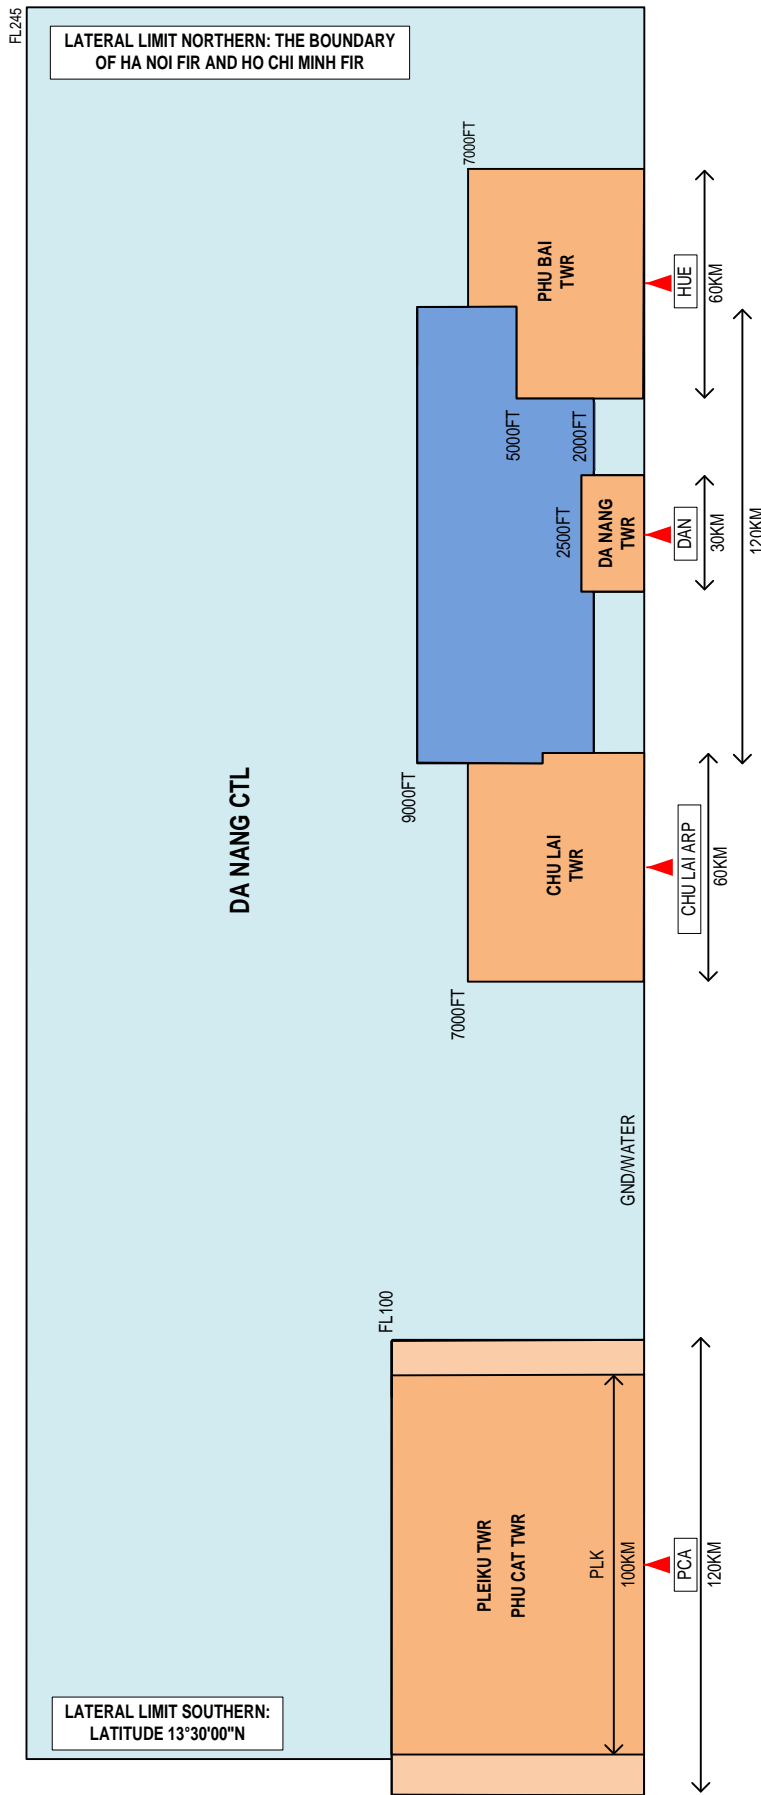 FL245
LATERAL LIMIT NORTHERN: THE BOUNDARY
OF HA NOI FIR AND HO CHI MINH FIR
7000FT
PHU BAI
TWR
HUE
60KM
5000FT
2000FT
2500FT
DA NANG
TWR
DAN
30KM
120KM
DA NANG CTL
9000FT
CHU LAI
TWR
CHU LAI ARP
60KM
7000FT
GND/WATER
FL100
PLEIKU TWR
PHU CAT TWR
PLK
100KM
PCA
120KM
LATERAL LIMIT SOUTHERN:
LATITUDE 13°30'00"N